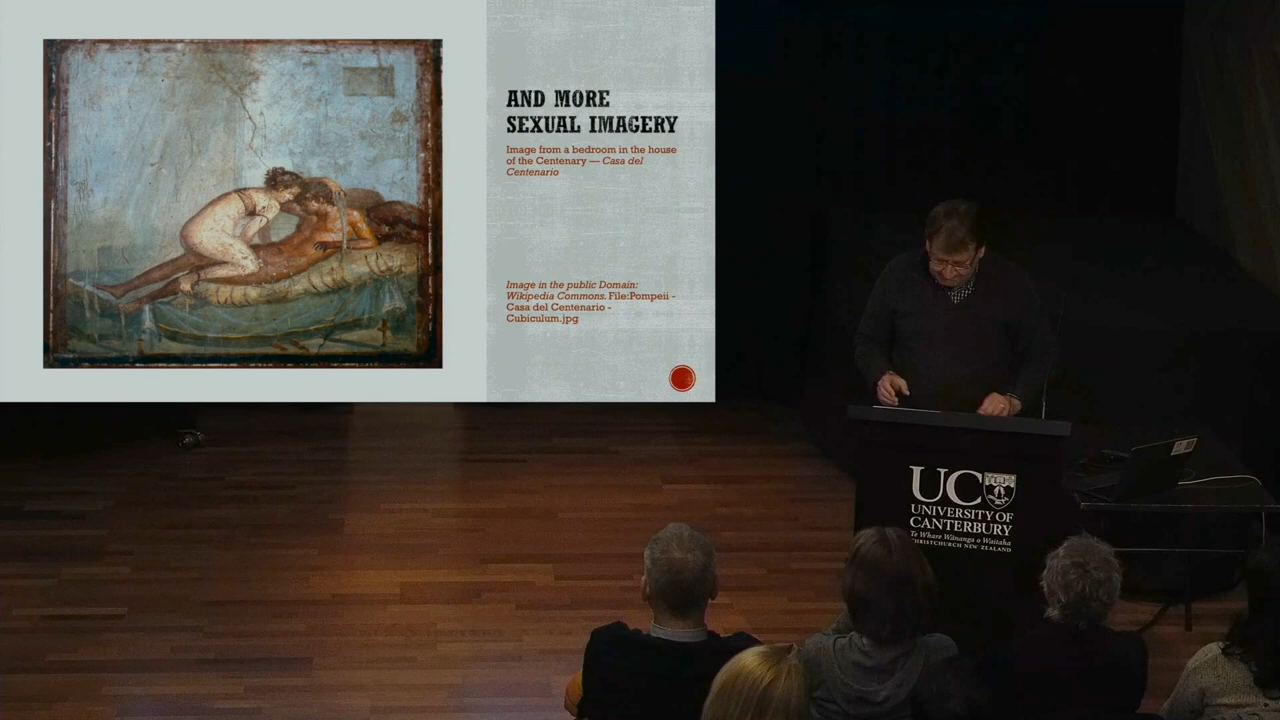 AND MORE
SEXUAL IMAGERY
Image from a bedroom in the house
of the Centenary — Casa del
Centenario
Image in the public Domain:
Wikipedia Commons. File:Pompeii -
Casa del Centenario -
Cubiculum.jpg
UC
UNIVERSITY OF
CANTERBURY
Te Whare Wānanga o Waitaha
CHRISTCHURCH NEW ZEALAND